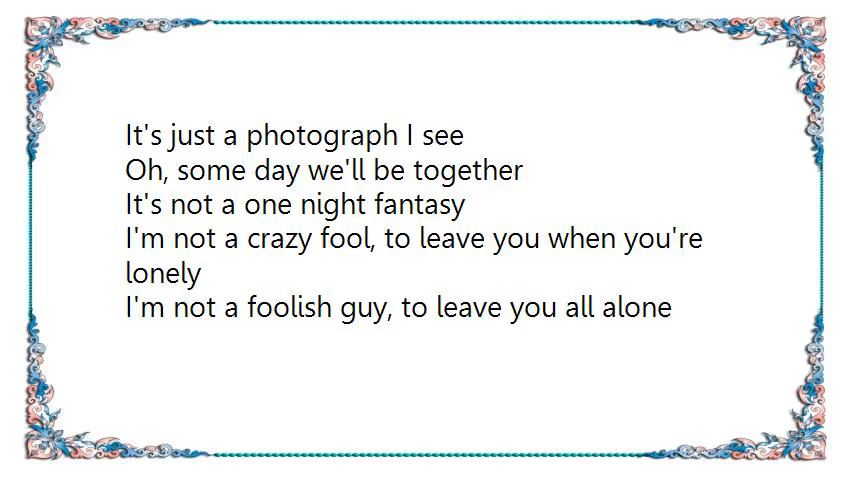 It's just a photograph I see
Oh, some day we'll be together
It's not a one night fantasy
I'm not a crazy fool, to leave you when you're
lonely
I'm not a foolish guy, to leave you all alone